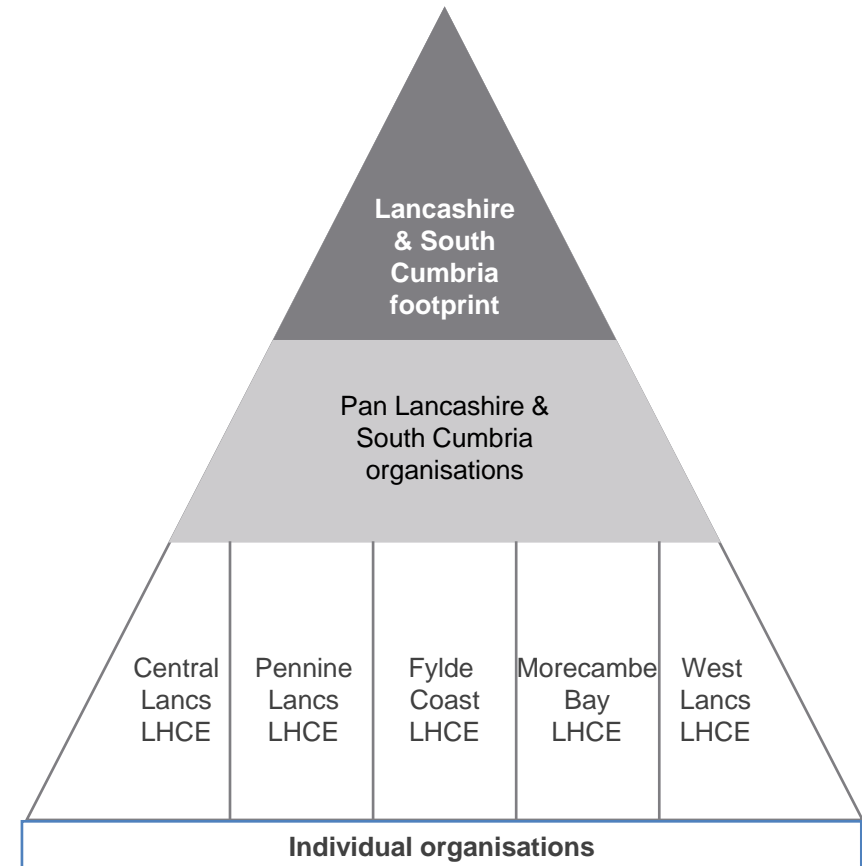 Lancashire
& South
Cumbria
footprint
Pan Lancashire &
South Cumbria
organisations
Central
Lancs
LHCE
Pennine
Lancs
LHCE
Fylde
Coast
LHCE
Morecambe
Bay
LHCE
West
Lancs
LHCE
Individual organisations